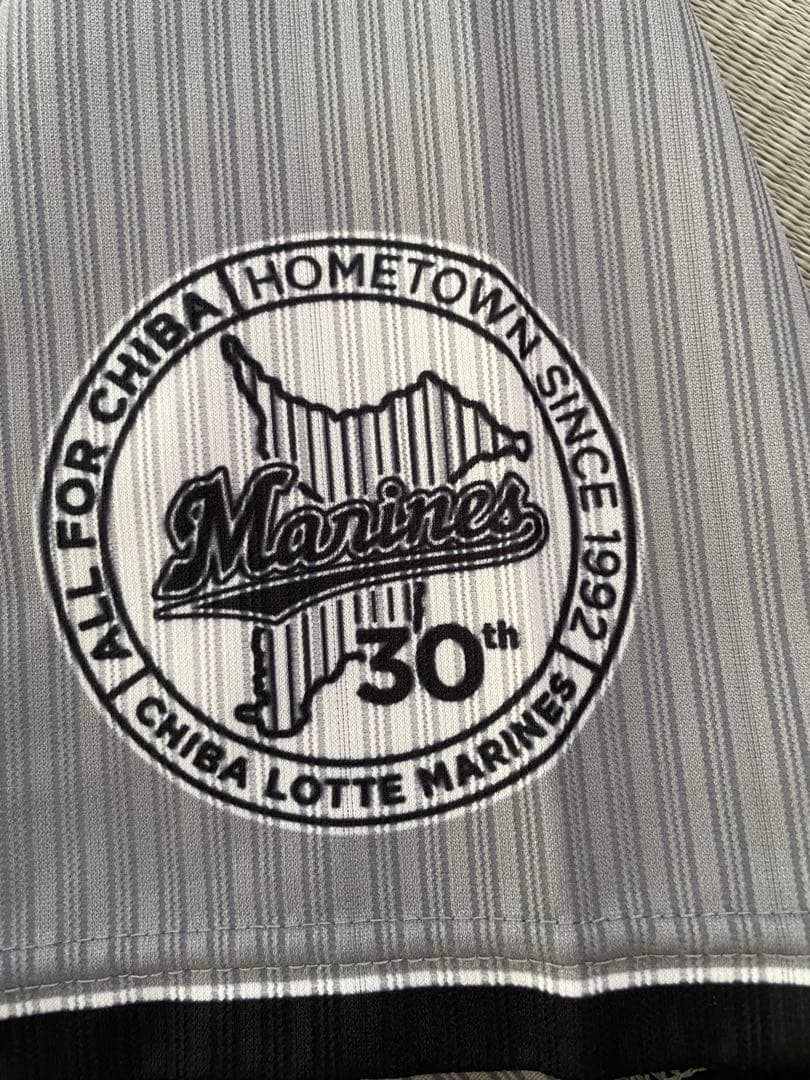 ALL FOR CHIBA | HOMETOWN SINCE 1992 |
Marines
30th
CHIBA LOTTE MARINES